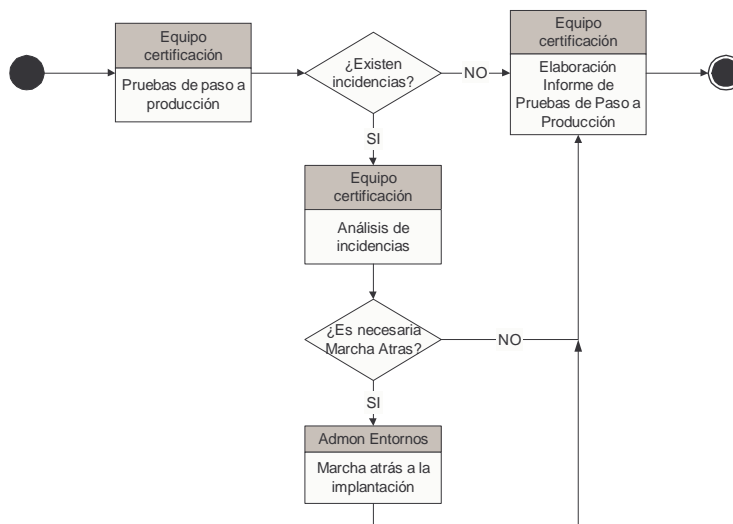 Equipo
certificación
Pruebas de paso a
producción
¿Existen
incidencias?
NO
Equipo
certificación
Elaboración
Informe de
Pruebas de Paso a
Producción
SI
Equipo
certificación
Análisis de
incidencias
¿Es necesaria
Marcha Atras?
NO
SI
Admon Entornos
Marcha atrás a la
implantación